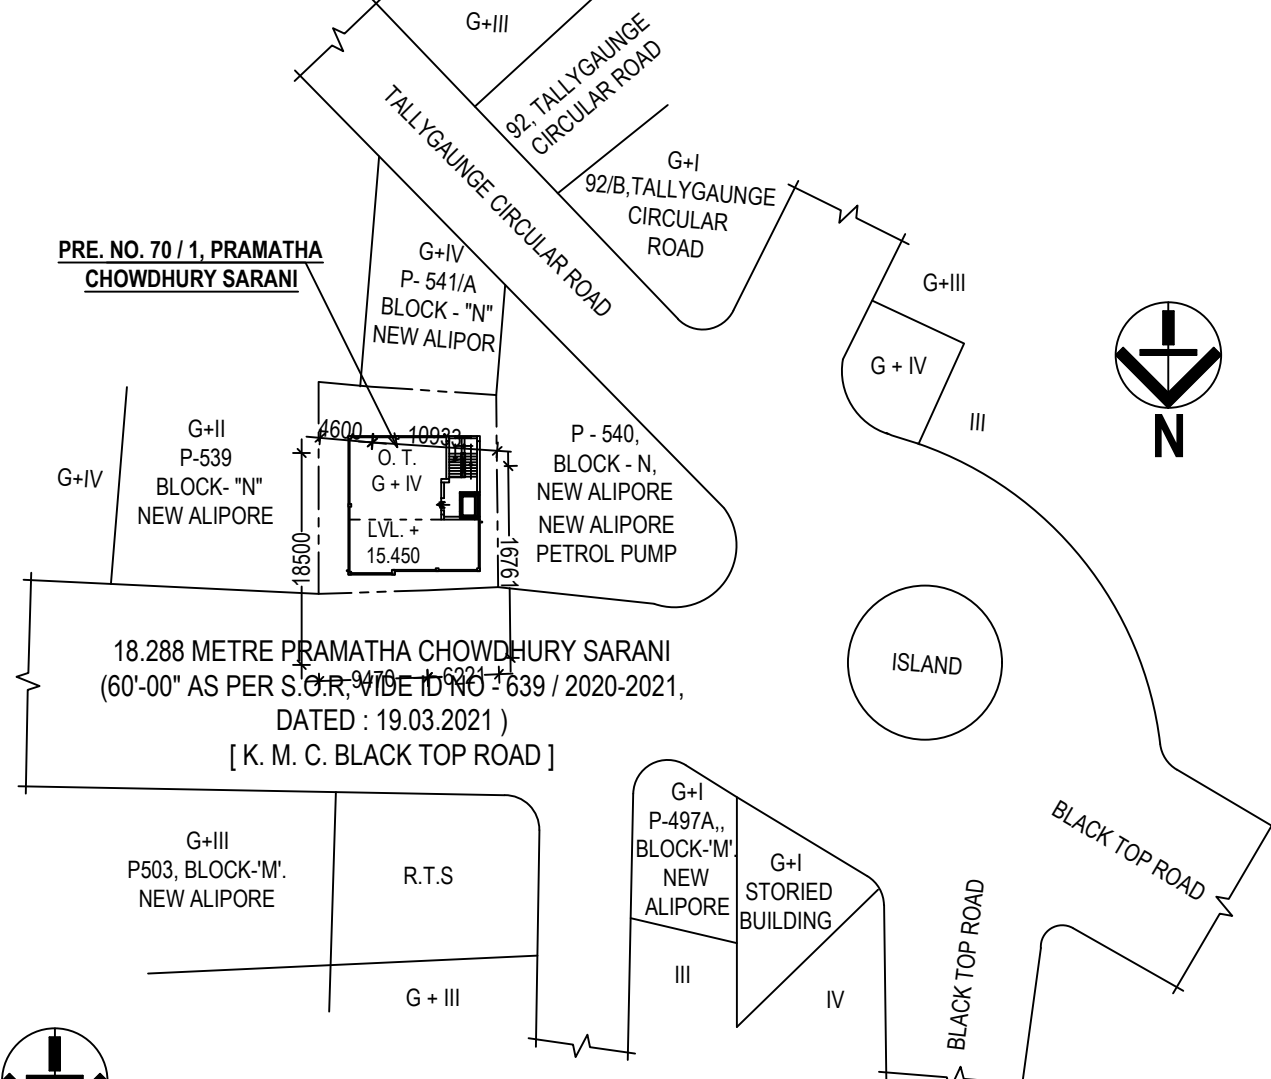 G+III
92, TALLYGAUNGE
CIRCULAR ROAD
TALLYGAUNGE CIRCULAR ROAD
G+I
92/B,TALLYGAUNGE
CIRCULAR
ROAD
PRE. NO. 70 / 1, PRAMATHA
CHOWDHURY SARANI
G+IV
P- 541/A
BLOCK - "N"
NEW ALIPOR
G+III
G + IV
III
N
G+IV
G+II
P-539
BLOCK- "N"
NEW ALIPORE
4600
10933
O. T.
G + IV
LVL. +
15.450
18500
16761
P - 540,
BLOCK - N,
NEW ALIPORE
NEW ALIPORE
PETROL PUMP
18.288 METRE PRAMATHA CHOWDHURY SARANI
(60'-00" AS PER S.O.R, VIDE ID NO - 639 / 2020-2021,
DATED : 19.03.2021 )
[ K. M. C. BLACK TOP ROAD ]
9470
6221
ISLAND
G+III
P503, BLOCK-'M'.
NEW ALIPORE
R.T.S
G + III
G+I
P-497A,,
BLOCK-'M'.
NEW
ALIPORE
III
G+I
STORIED
BUILDING
IV
BLACK TOP ROAD
BLACK TOP ROAD